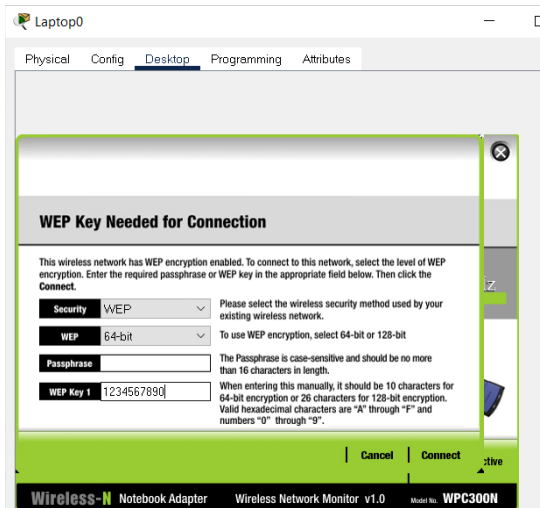 Laptop0
Physical Config Desktop Programming Attributes
WEP Key Needed for Connection
This wireless network has WEP encryption enabled. To connect to this network, select the level of WEP
encryption. Enter the required passphrase or WEP key in the appropriate field below. Then click the
Connect.
Security WEP Please select the wireless security method used by your
existing wireless network.
WEP 64-bit To use WEP encryption, select 64-bit or 128-bit
Passphrase The Passphrase is case-sensitive and should be no more
than 16 characters in length.
WEP Key 1 1234567890 When entering this manually, it should be 10 characters for
64-bit encryption or 26 characters for 128-bit encryption.
Valid hexadecimal characters are "A" through "F" and
numbers "0" through "9".
Cancel Connect
Wireless-N Notebook Adapter Wireless Network Monitor v1.0 Model No. WPC300N